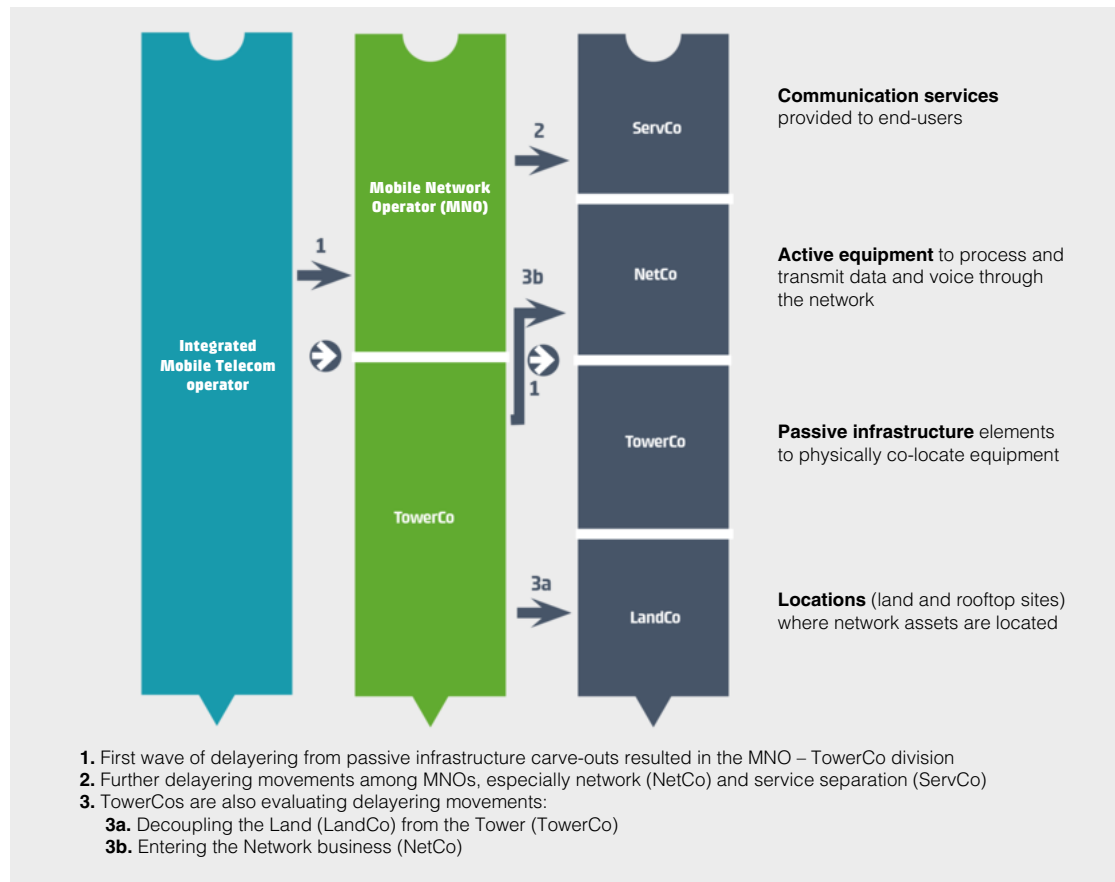 Integrated
Mobile Telecom
operator
1
Mobile Network
Operator (MNO)
TowerCo
2
3b
1
3a
ServCo
NetCo
TowerCo
LandCo
Communication services
provided to end-users
Active equipment to process and
transmit data and voice through
the network
Passive infrastructure elements
to physically co-locate equipment
Locations (land and rooftop sites)
where network assets are located
1. First wave of delayering from passive infrastructure carve-outs resulted in the MNO – TowerCo division
2. Further delayering movements among MNOs, especially network (NetCo) and service separation (ServCo)
3. TowerCos are also evaluating delayering movements:
3a. Decoupling the Land (LandCo) from the Tower (TowerCo)
3b. Entering the Network business (NetCo)